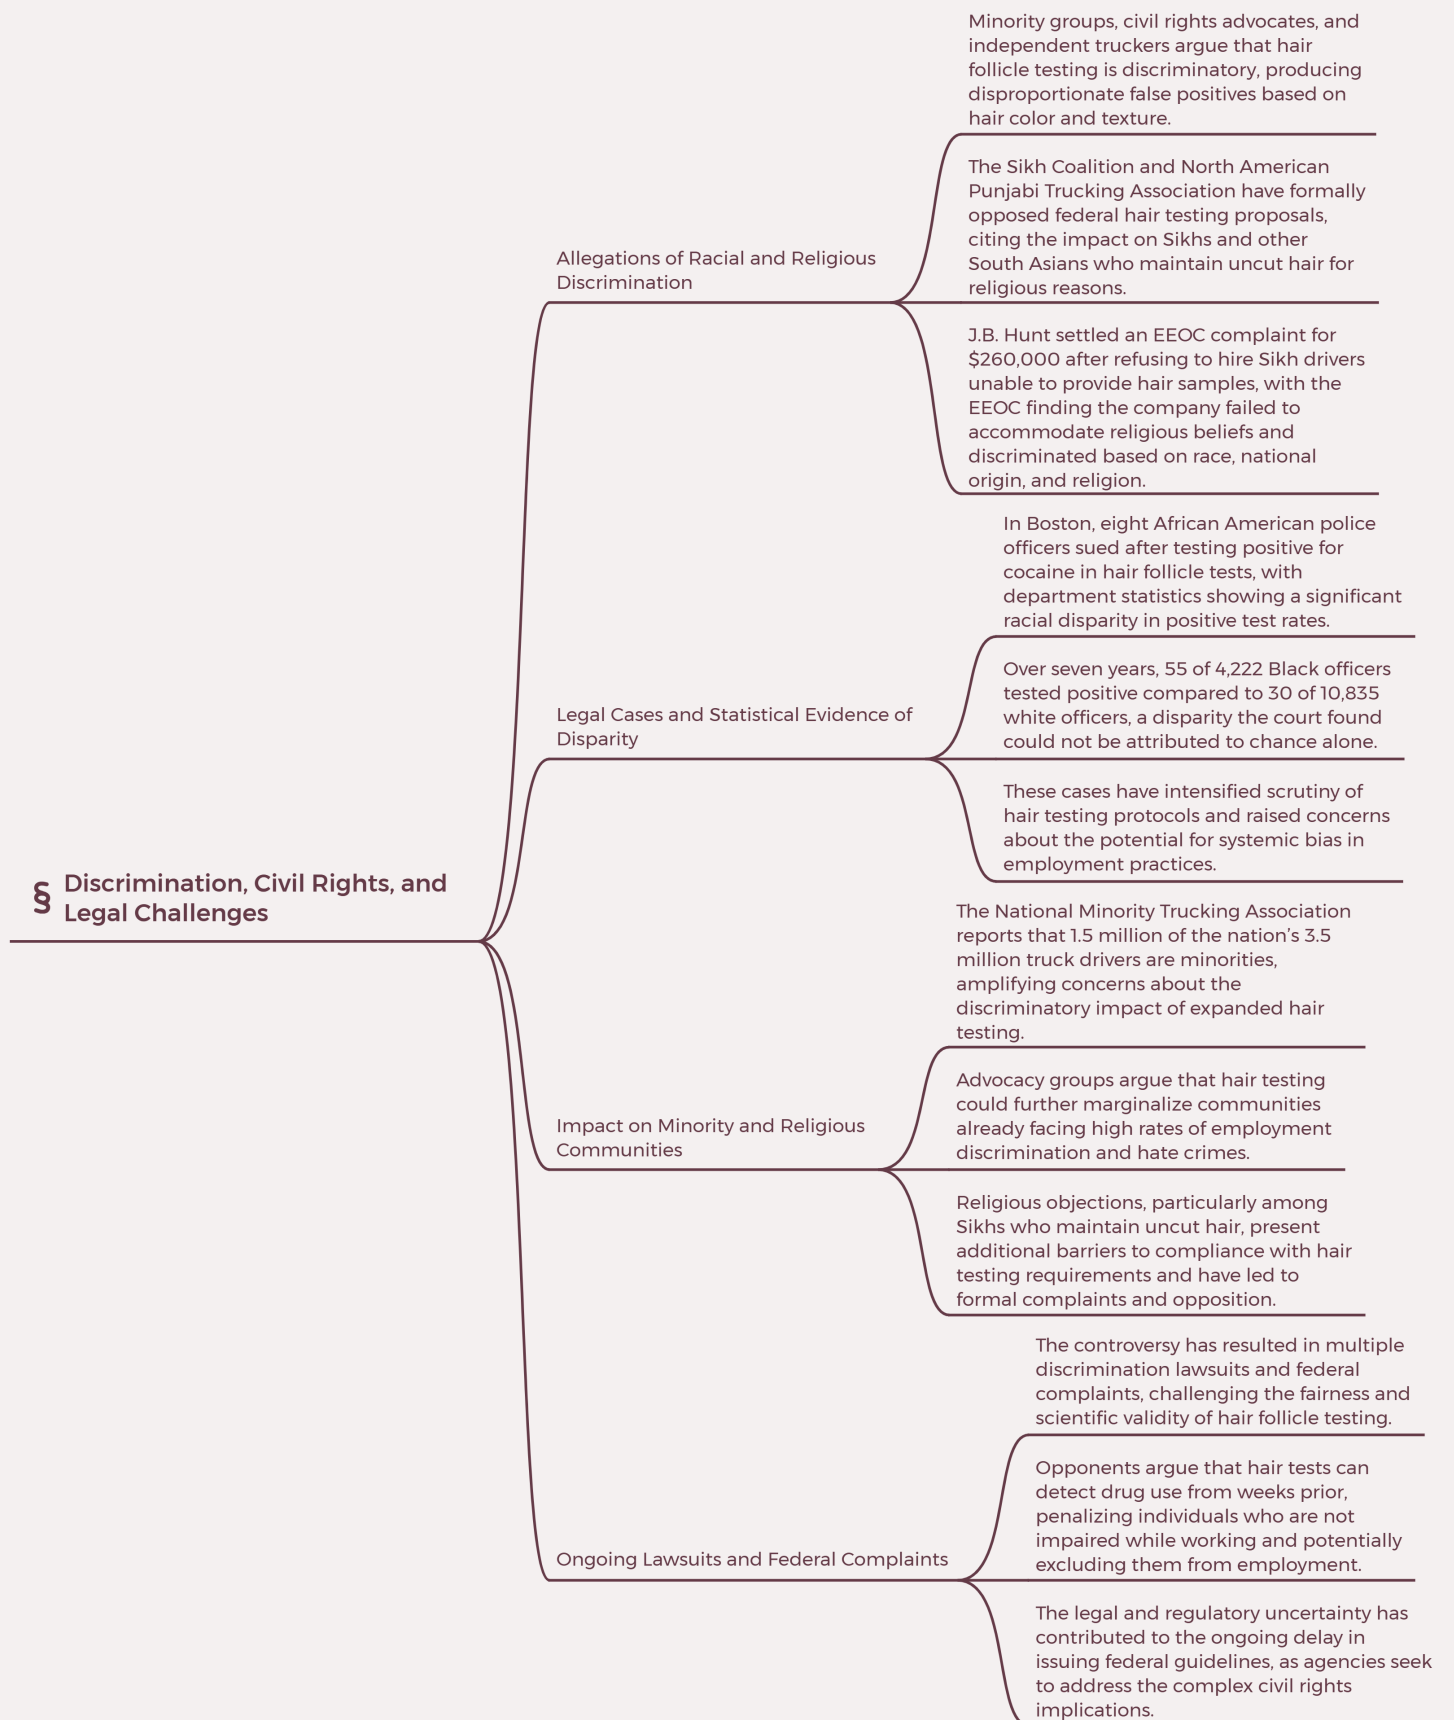 § Discrimination, Civil Rights, and
Legal Challenges
Allegations of Racial and Religious
Discrimination
Minority groups, civil rights advocates, and
independent truckers argue that hair
follicle testing is discriminatory, producing
disproportionate false positives based on
hair color and texture.
The Sikh Coalition and North American
Punjabi Trucking Association have formally
opposed federal hair testing proposals,
citing the impact on Sikhs and other
South Asians who maintain uncut hair for
religious reasons.
J.B. Hunt settled an EEOC complaint for
$260,000 after refusing to hire Sikh drivers
unable to provide hair samples, with the
EEOC finding the company failed to
accommodate religious beliefs and
discriminated based on race, national
origin, and religion.
Legal Cases and Statistical Evidence of
Disparity
In Boston, eight African American police
officers sued after testing positive for
cocaine in hair follicle tests, with
department statistics showing a significant
racial disparity in positive test rates.
Over seven years, 55 of 4,222 Black officers
tested positive compared to 30 of 10,835
white officers, a disparity the court found
could not be attributed to chance alone.
These cases have intensified scrutiny of
hair testing protocols and raised concerns
about the potential for systemic bias in
employment practices.
Impact on Minority and Religious
Communities
The National Minority Trucking Association
reports that 1.5 million of the nation’s 3.5
million truck drivers are minorities,
amplifying concerns about the
discriminatory impact of expanded hair
testing.
Advocacy groups argue that hair testing
could further marginalize communities
already facing high rates of employment
discrimination and hate crimes.
Religious objections, particularly among
Sikhs who maintain uncut hair, present
additional barriers to compliance with hair
testing requirements and have led to
formal complaints and opposition.
Ongoing Lawsuits and Federal Complaints
The controversy has resulted in multiple
discrimination lawsuits and federal
complaints, challenging the fairness and
scientific validity of hair follicle testing.
Opponents argue that hair tests can
detect drug use from weeks prior,
penalizing individuals who are not
impaired while working and potentially
excluding them from employment.
The legal and regulatory uncertainty has
contributed to the ongoing delay in
issuing federal guidelines, as agencies seek
to address the complex civil rights
implications.